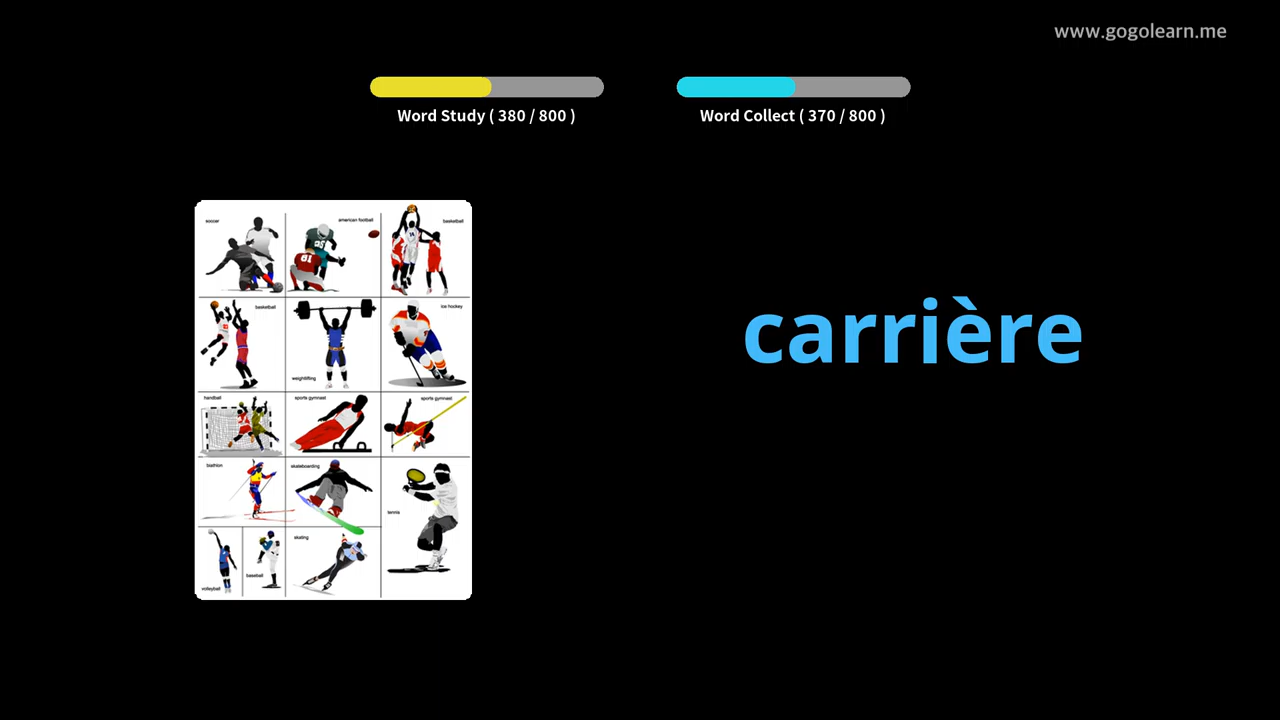 www.gogolearn.me
Word Study ( 380 / 800 )
Word Collect ( 370 / 800 )
soccer
american football
basketball
basketball
weightlifting
ice hockey
handball
sports gymnast
sports gymnast
biathlon
skateboarding
tennis
volleyball
baseball
skating
carrière